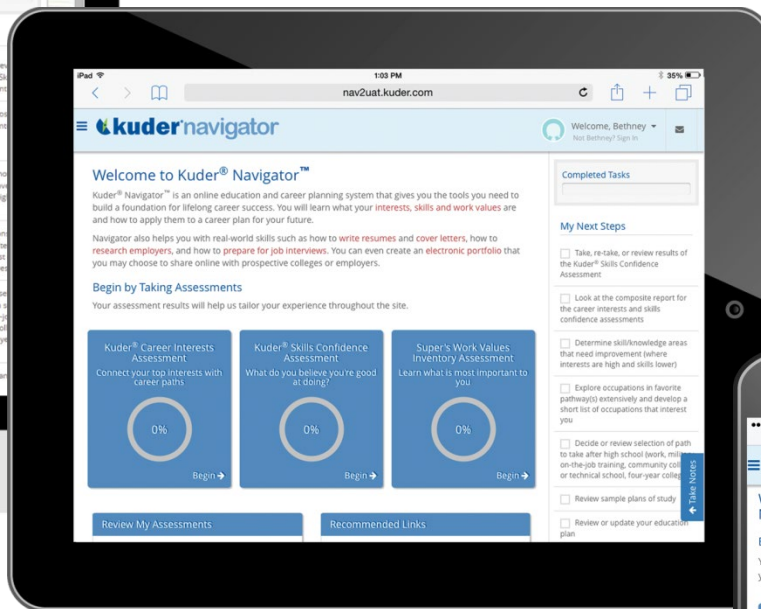 iPad
1:03 PM
35%
nav2uat.kuder.com
kuder® navigator
Welcome, Bethney
Not Bethney? Sign In
Welcome to Kuder® Navigator™
Kuder® Navigator™ is an online education and career planning system that gives you the tools you need to
build a foundation for lifelong career success. You will learn what your interests, skills and work values are
and how to apply them to a career plan for your future.
Navigator also helps you with real-world skills such as how to write resumes and cover letters, how to
research employers, and how to prepare for job interviews. You can even create an electronic portfolio that
you may choose to share online with prospective colleges or employers.
Begin by Taking Assessments
Your assessment results will help us tailor your experience throughout the site.
Kuder® Career Interests
Assessment
Connect your top interests with
career paths
0%
Begin →
Kuder® Skills Confidence
Assessment
What do you believe you're good
at doing?
0%
Begin →
Super's Work Values
Inventory Assessment
Learn what is most important to
you
0%
Begin →
Review My Assessments
Recommended Links
Completed Tasks
My Next Steps
Take, re-take, or review results of
the Kuder® Skills Confidence
Assessment
Look at the composite report for
the career interests and skills
confidence assessments
Determine skill/knowledge areas
that need improvement (where
interests are high and skills lower)
Explore occupations in favorite
pathway(s) extensively and develop a
short list of occupations that interest
you
Decide or review selection of path
to take after high school (work,
on-the-job training, community
or technical school, four-year
Review sample plans of study
Review or update your education
plan
← Take Notes